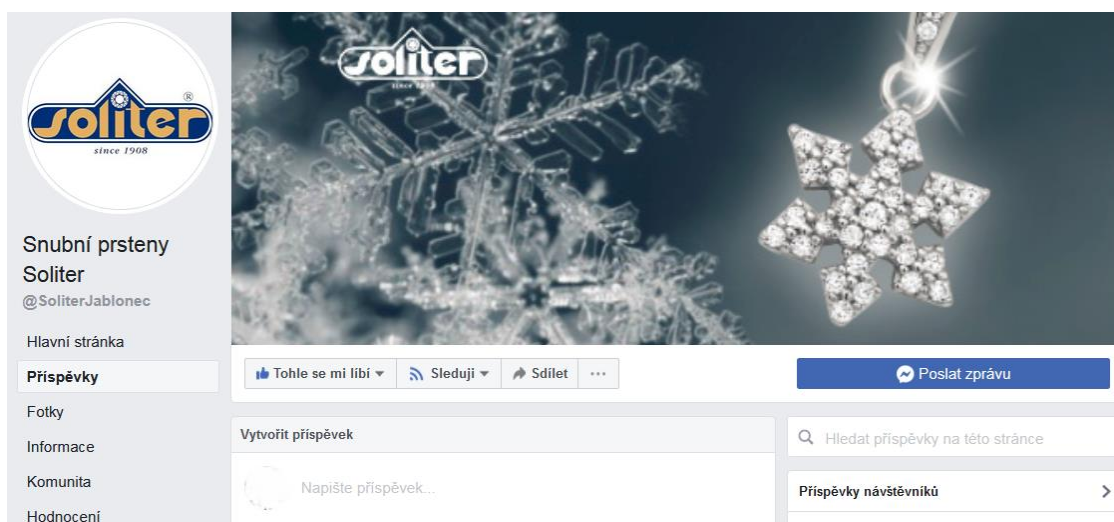 soliter
®
since 1908
Snubní prsteny
Soliter
@SoliterJablonec
Hlavní stránka
Příspěvky
Fotky
Informace
Komunita
Hodnocení
soliter
Tohle se mi líbí
Sleduji
Sdílet
Poslat zprávu
Vytvořit příspěvek
Napište příspěvek...
Hledat příspěvky na této stránce
Příspěvky návštěvníků